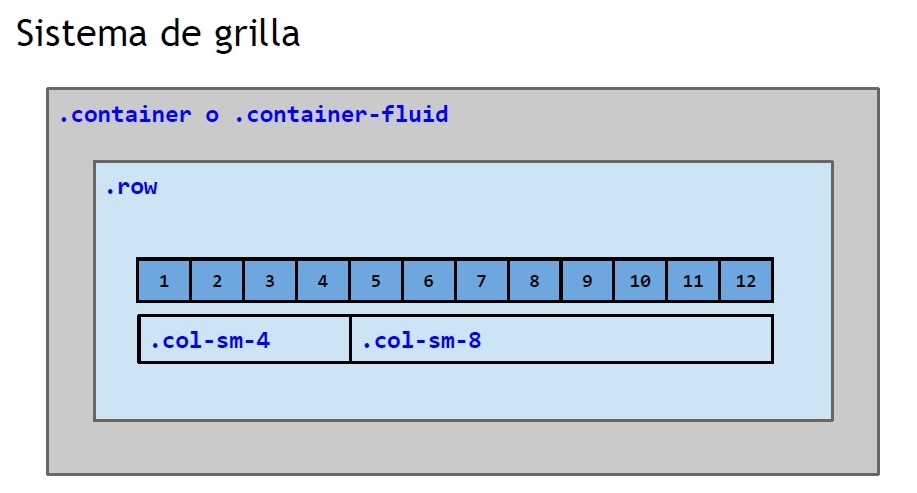 Sistema de grilla
.container o .container-fluid
.row
1 2 3 4 5 6 7 8 9 10 11 12
.col-sm-4 .col-sm-8